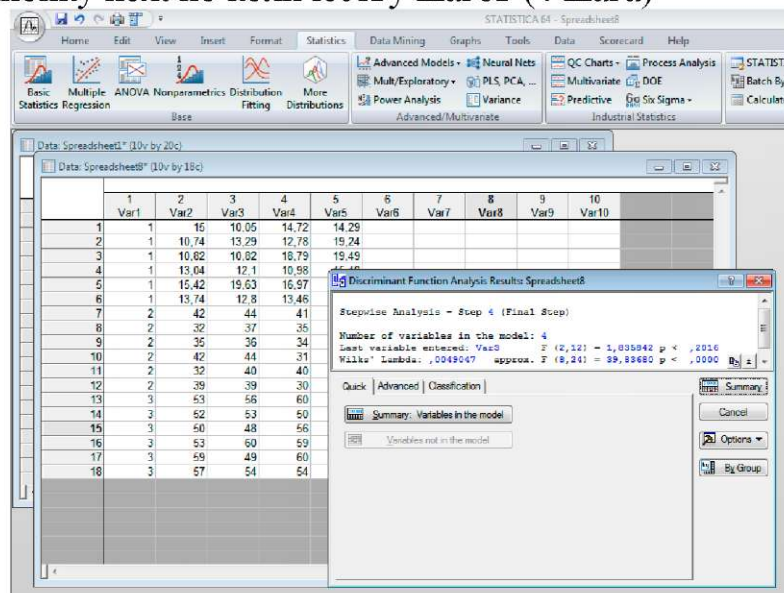 STATISTICA 64 - Spreadsheet8
Home Edit View Insert Format Statistics Data Mining Graphs Tools Data Scorecard Help
Basic Statistics
Multiple Regression
ANOVA
Nonparametrics
Distribution Fitting
More Distributions
Base
Advanced Models
Mult/Exploratory
Power Analysis
Neural Nets
PLS, PCA, ...
Variance
Advanced/Multivariate
QC Charts
Multivariate
Predictive
Process Analysis
DOE
Six Sigma
Industrial Statistics
STATIST
Batch By
Calculat
Data: Spreadsheet1* (10v by 20c)
Data: Spreadsheet8* (10v by 18c)
1 2 3 4 5 6 7 8 9 10
Var1 Var2 Var3 Var4 Var5 Var6 Var7 Var8 Var9 Var10
1 1 15 10,05 14,72 14,29
2 1 10,74 13,29 12,78 19,24
3 1 10,82 10,82 18,79 19,49
4 1 13,04 12,1 10,98
5 1 15,42 19,63 16,97
6 1 13,74 12,8 13,46
7 2 42 44 41
8 2 32 37 35
9 2 35 36 34
10 2 42 44 31
11 2 32 40 40
12 2 39 39 30
13 3 53 56 60
14 3 52 53 50
15 3 50 48 56
16 3 53 60 59
17 3 59 49 60
18 3 57 54 54
Discriminant Function Analysis Results: Spreadsheet8
Stepwise Analysis - Step 4 (Final Step)
Number of variables in the model: 4
Last variable entered: Var3 F (2,12) = 1,835842 p < ,2016
Wilks' Lambda: ,0049047 approx. F (8,24) = 39,83680 p < ,0000
Quick Advanced Classification
Summary: Variables in the model
Variables not in the model
Summary
Cancel
Options
By Group